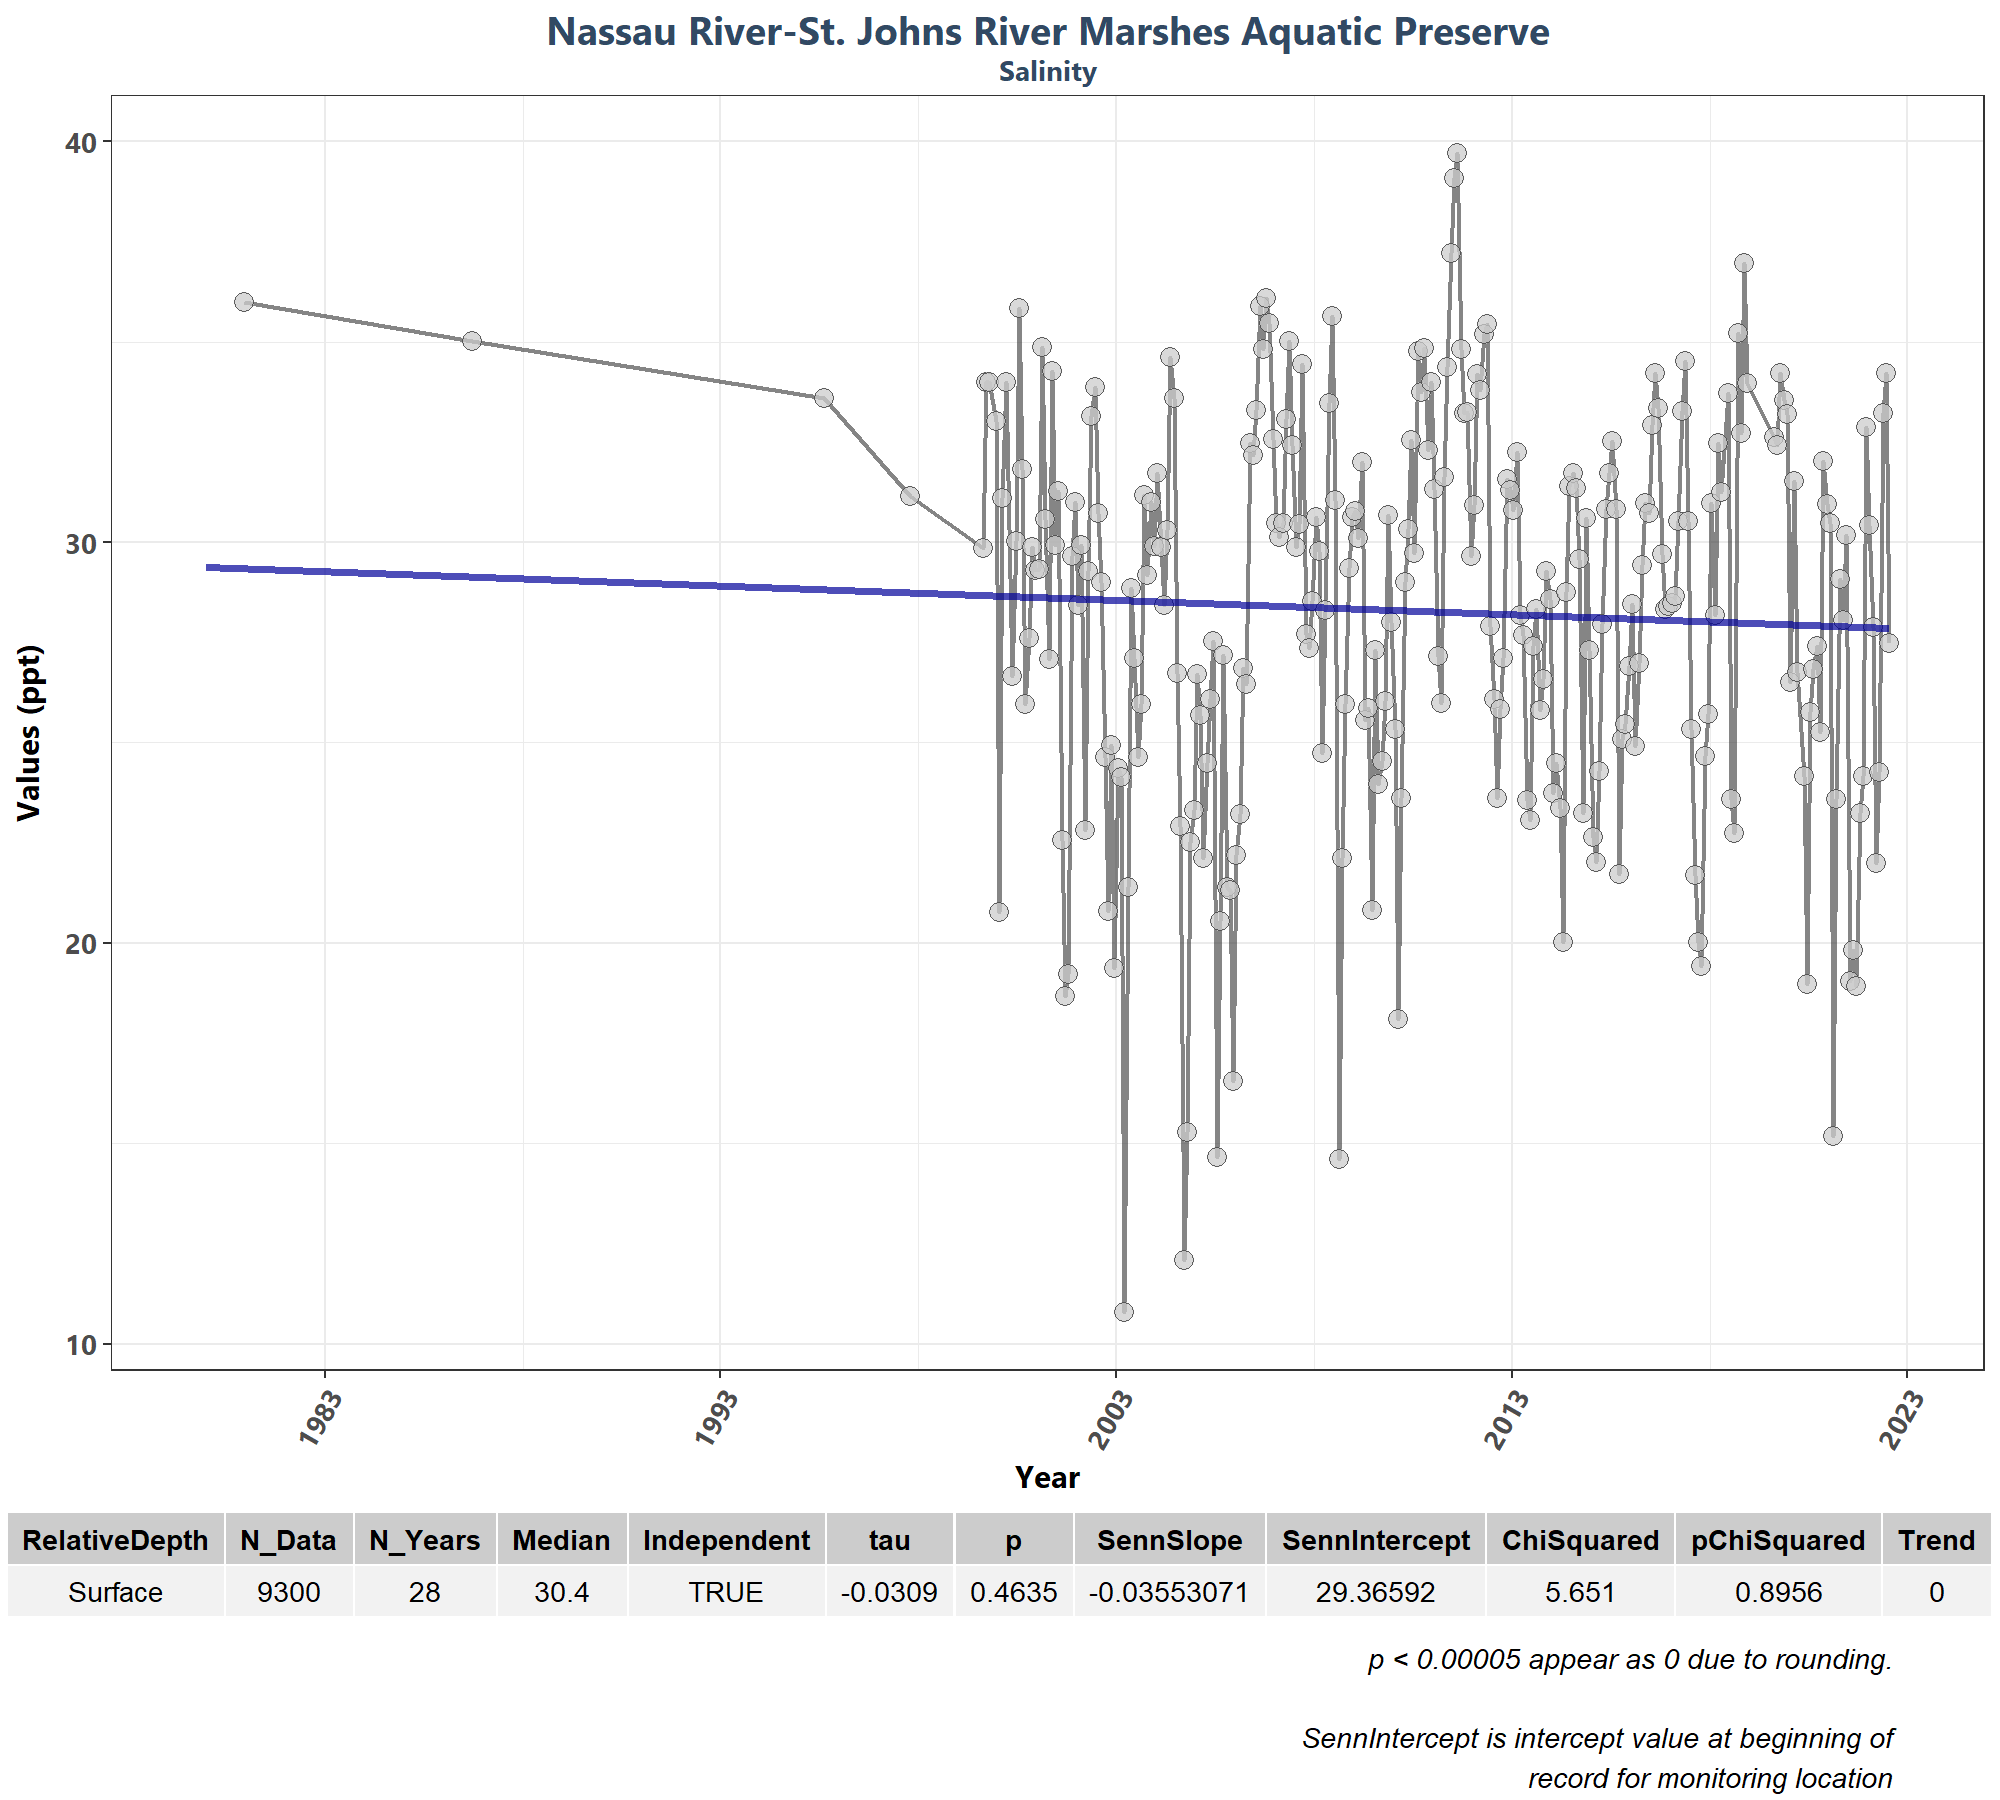 Nassau River-St. Johns River Marshes Aquatic Preserve
Salinity
Values (ppt)
40
30
20
10
1983
1993
2003
2013
2023
Year
RelativeDepth N_Data N_Years Median Independent tau p SennSlope SennIntercept ChiSquared pChiSquared Trend
Surface 9300 28 30.4 TRUE -0.0309 0.4635 -0.03553071 29.36592 5.651 0.8956 0
p < 0.00005 appear as 0 due to rounding.
SennIntercept is intercept value at beginning of
record for monitoring location